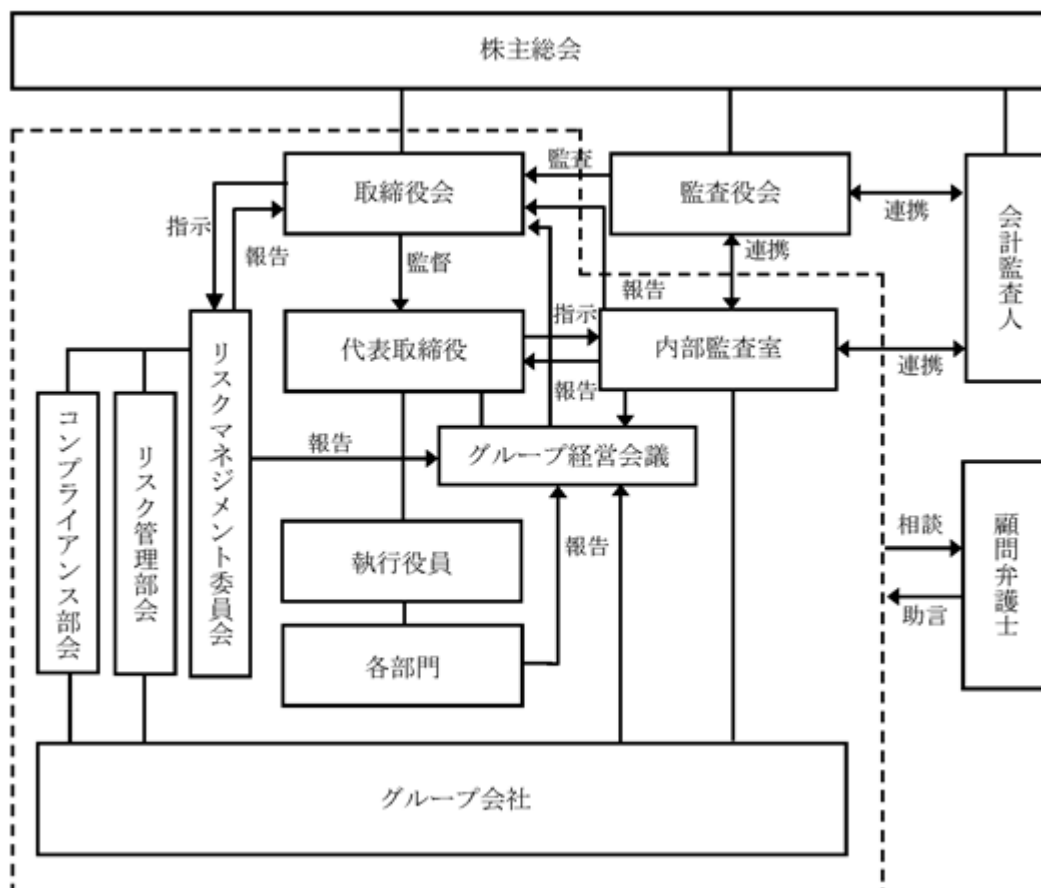 株主総会
取締役会
監査
監査役会
連携
会計監査人
指示
報告
監督
連携
報告
代表取締役
指示
内部監査室
報告
連携
リスクマネジメント委員会
コンプライアンス部会
リスク管理部会
報告
グループ経営会議
執行役員
報告
相談
顧問弁護士
助言
各部門
グループ会社